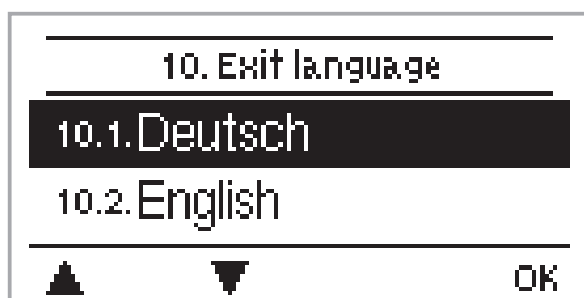 10. Exit language
10.1. Deutsch
10.2. English
▲ ▼ OK